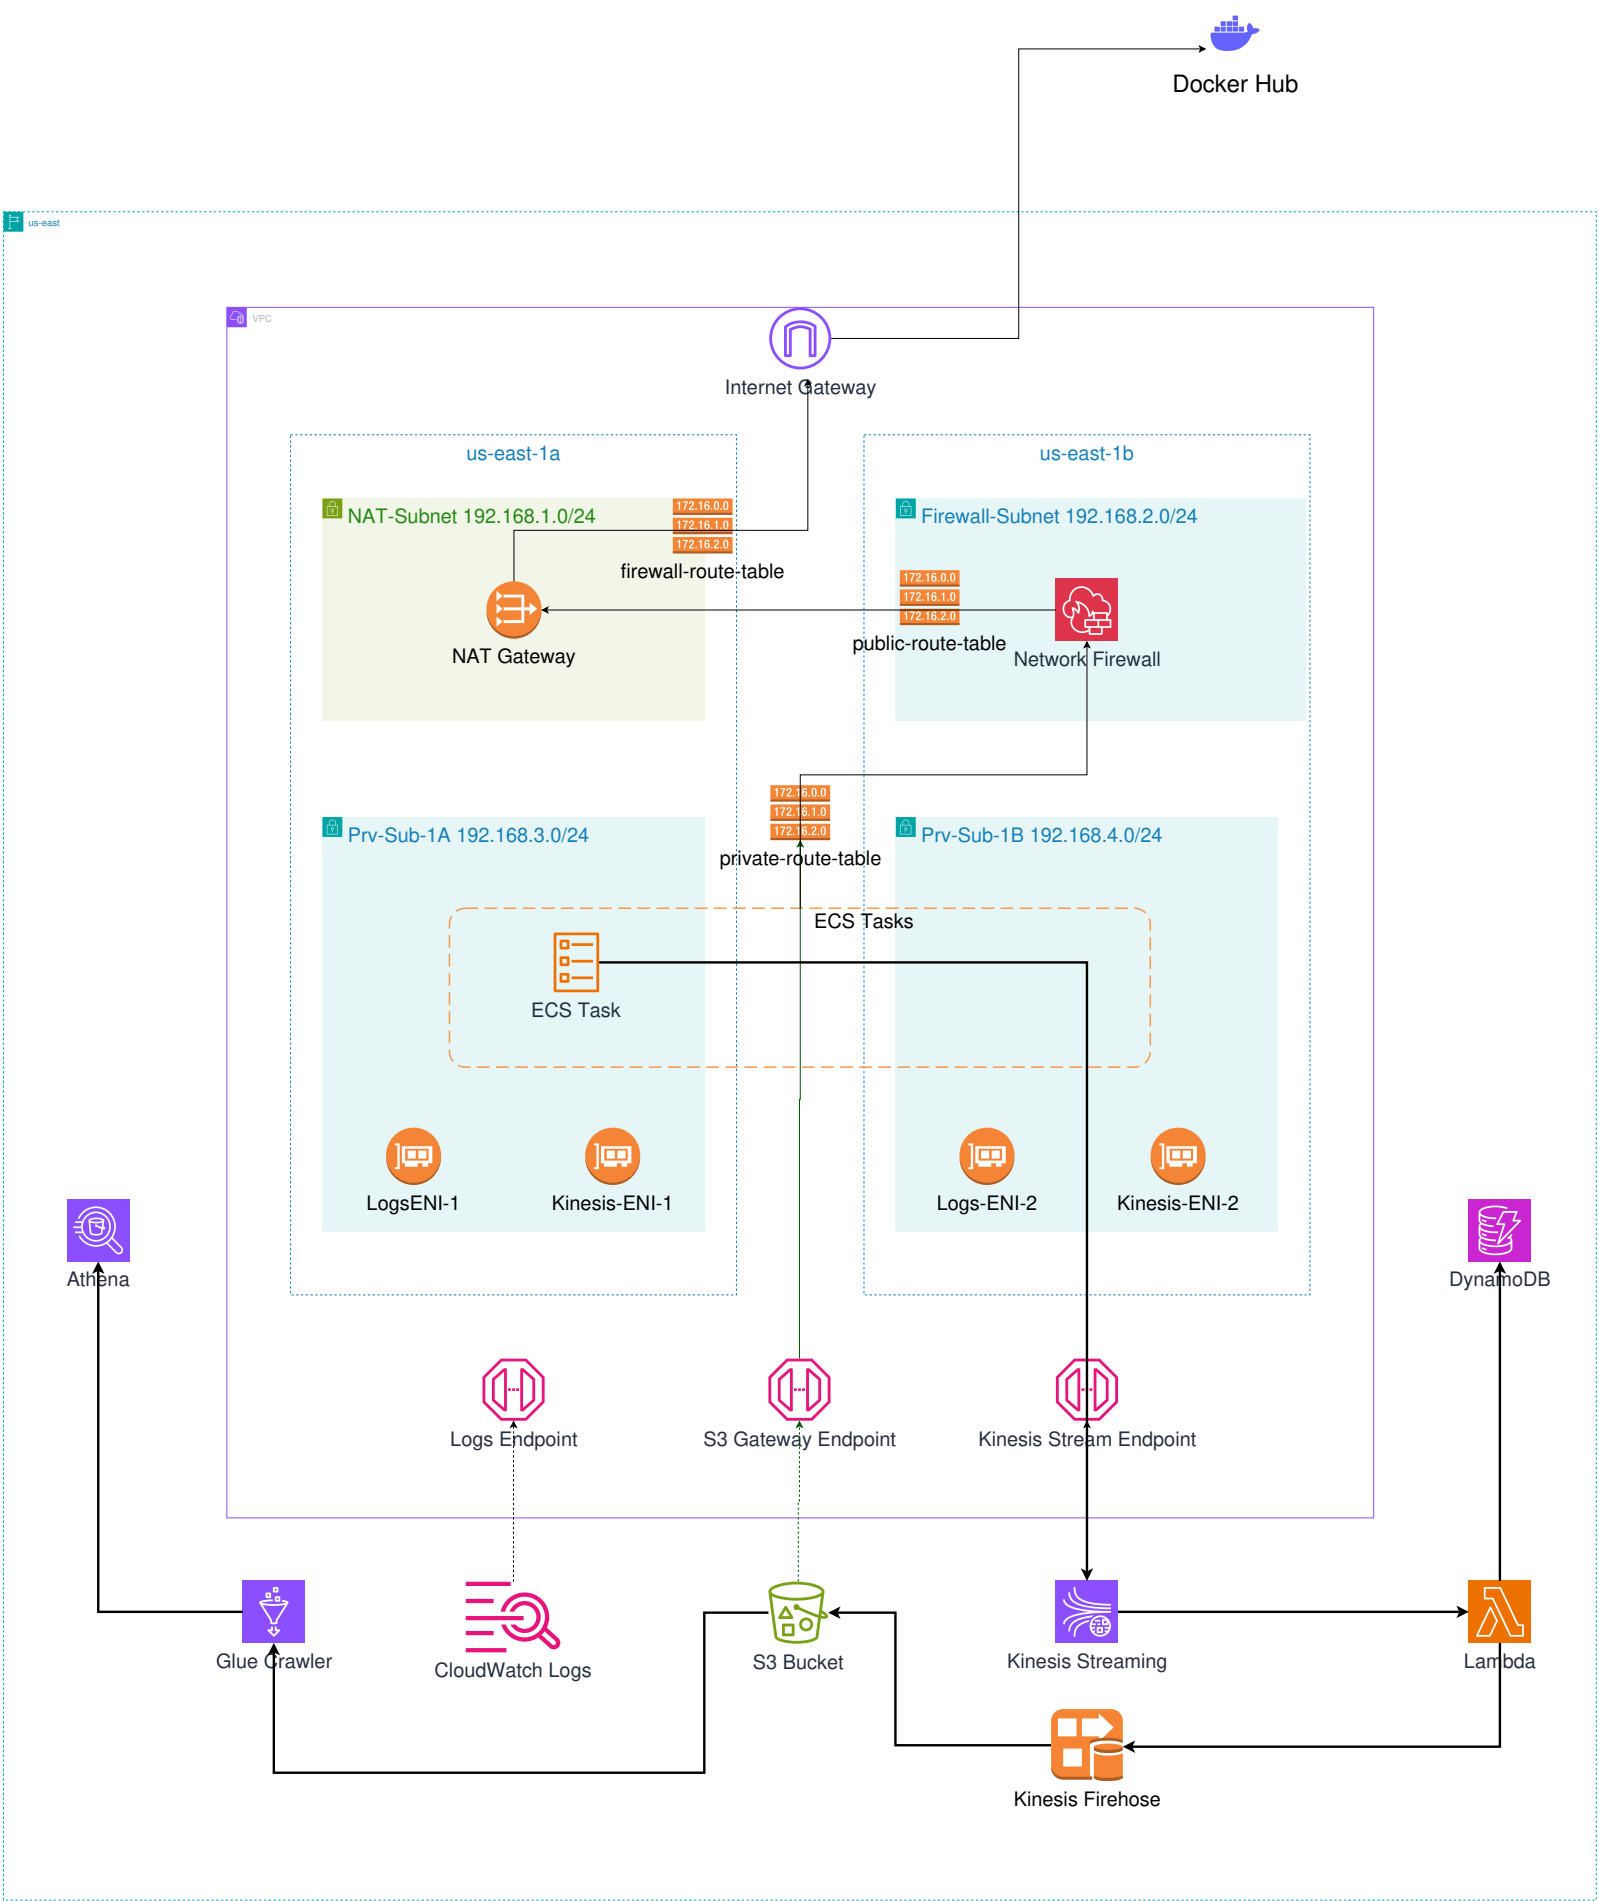 Docker Hub
us-east
VPC
Internet Gateway
us-east-1a
us-east-1b
NAT-Subnet 192.168.1.0/24
172.16.0.0
172.16.1.0
172.16.2.0
firewall-route-table
NAT Gateway
Firewall-Subnet 192.168.2.0/24
172.16.0.0
172.16.1.0
172.16.2.0
public-route-table
Network Firewall
172.16.0.0
172.16.1.0
172.16.2.0
private-route-table
Prv-Sub-1A 192.168.3.0/24
Prv-Sub-1B 192.168.4.0/24
ECS Tasks
ECS Task
LogsENI-1
Kinesis-ENI-1
Logs-ENI-2
Kinesis-ENI-2
Athena
DynamoDB
Logs Endpoint
S3 Gateway Endpoint
Kinesis Stream Endpoint
Glue Crawler
CloudWatch Logs
S3 Bucket
Kinesis Streaming
Lambda
Kinesis Firehose